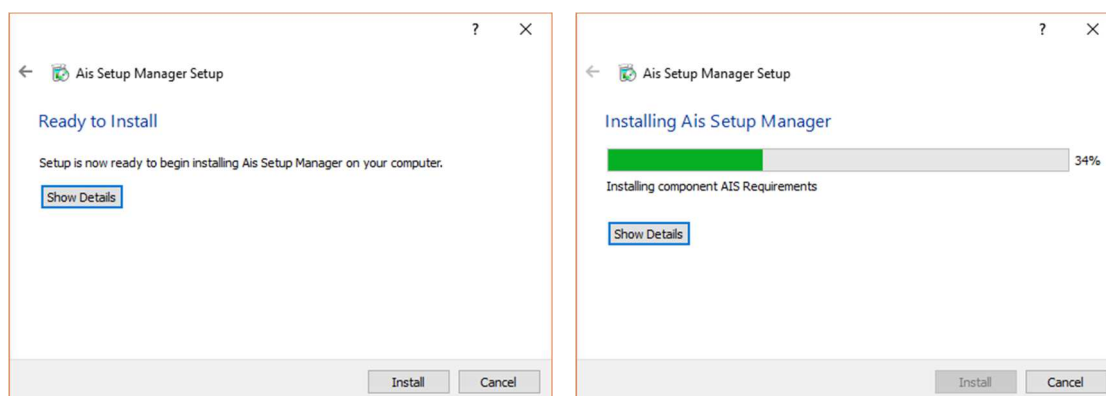 ?
Ais Setup Manager Setup
Ready to Install
Setup is now ready to begin installing Ais Setup Manager on your computer.
Show Details
Install
Cancel
?
Ais Setup Manager Setup
Installing Ais Setup Manager
34%
Installing component AIS Requirements
Show Details
Install
Cancel